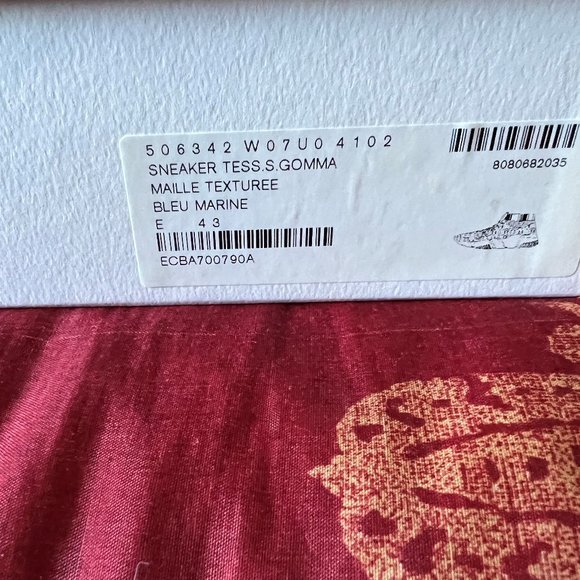 506342 W07U0 4102
SNEAKER TESS.S.GOMMA
MAILLE TEXTUREE
BLEU MARINE
E 43
ECBA700790A
8080682035